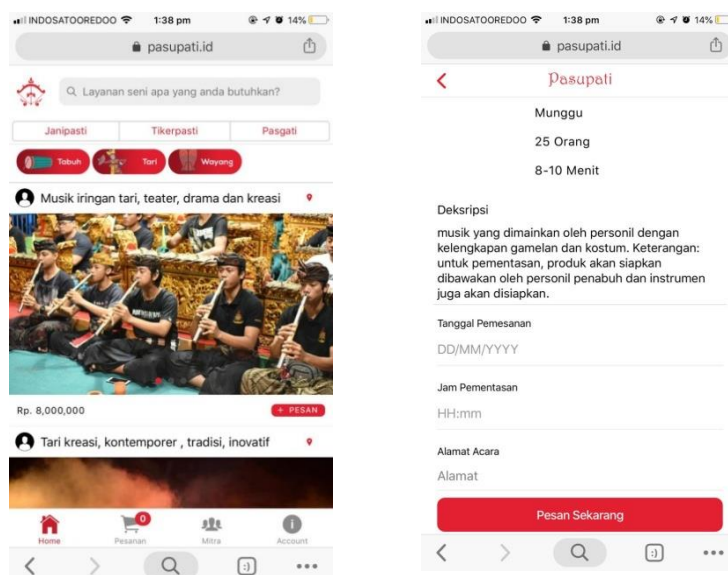 INDOSATOOREDOO 1:38 pm 14%
pasupati.id
Layanan seni apa yang anda butuhkan?
Janipasti Tikerpasti Pasgati
Tabuh Tari Wayang
Musik iringan tari, teater, drama dan kreasi
Rp. 8,000,000 + PESAN
Tari kreasi, kontemporer , tradisi, inovatif
0
Home Pesanan Mitra Account
:)
INDOSATOOREDOO 1:38 pm 14%
pasupati.id
Pasupati
Munggu
25 Orang
8-10 Menit
Deksripsi
musik yang dimainkan oleh personil dengan
kelengkapan gamelan dan kostum. Keterangan:
untuk pementasan, produk akan siapkan
dibawakan oleh personil penabuh dan instrumen
juga akan disiapkan.
Tanggal Pemesanan
DD/MM/YYYY
Jam Pementasan
HH:mm
Alamat Acara
Alamat
Pesan Sekarang
:)